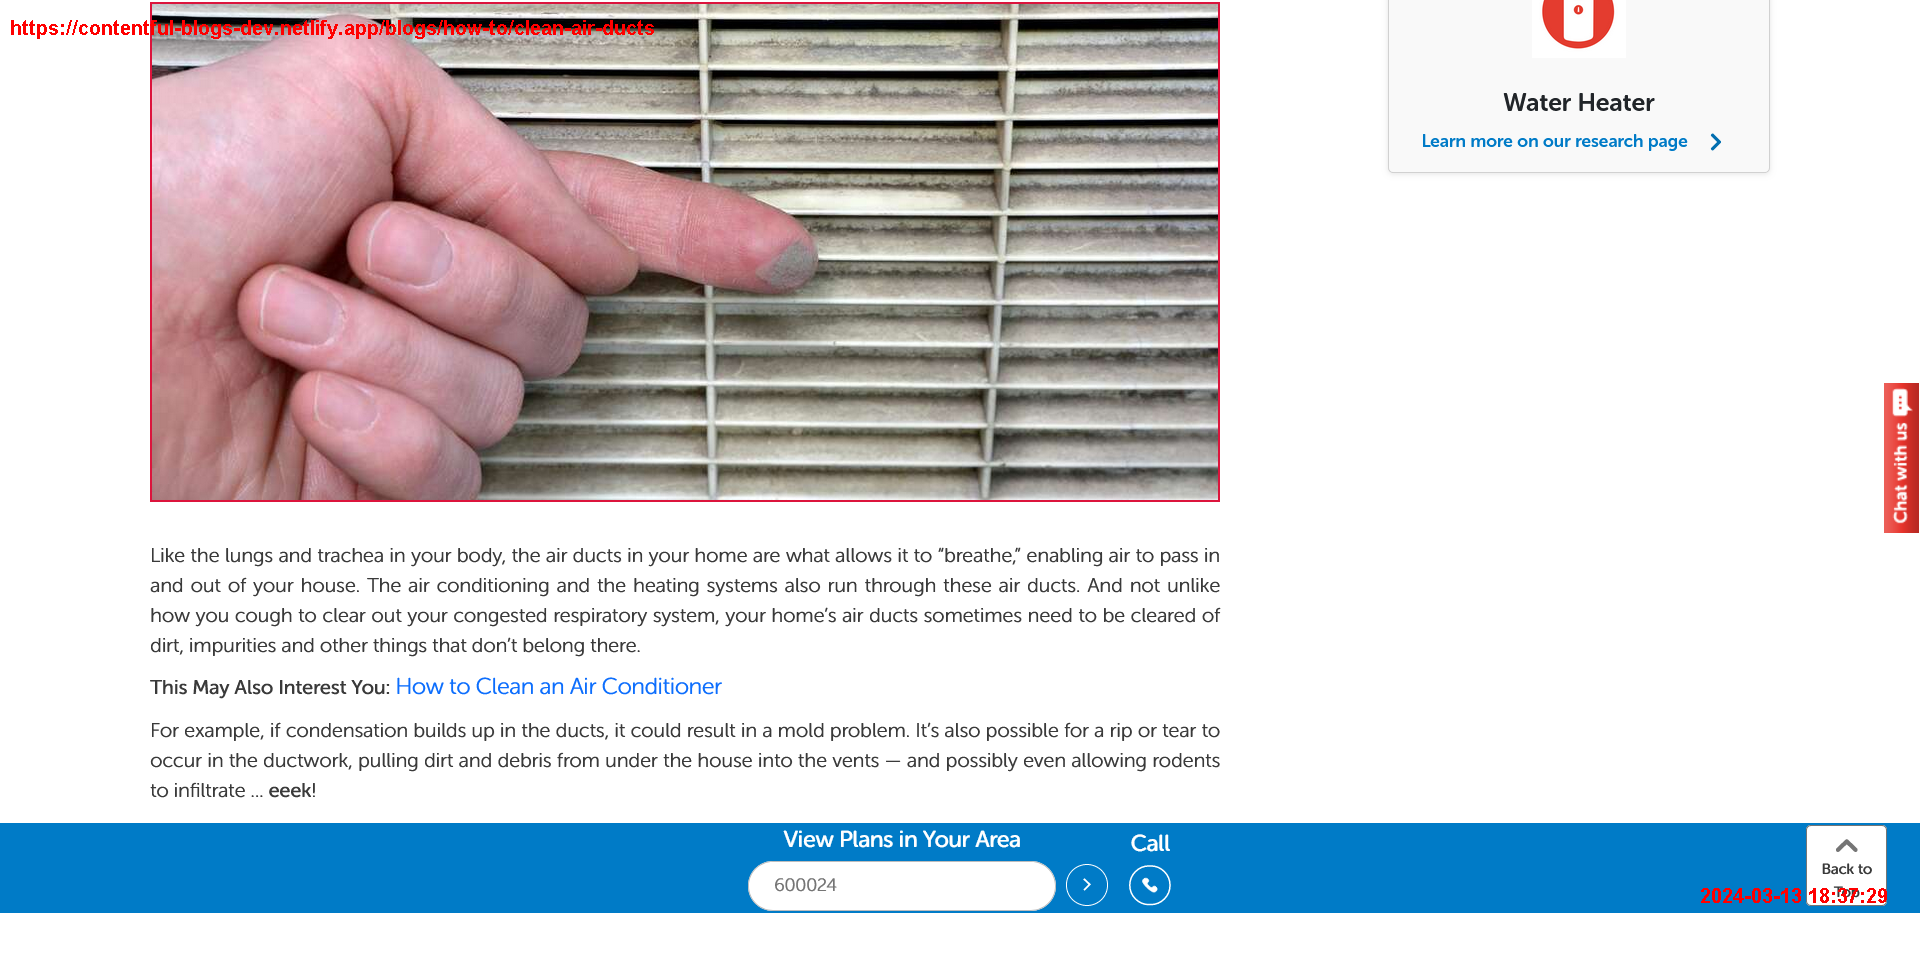 https://contentful-blogs-dev.netlify.app/blogs/how-to/clean-air-ducts
Water Heater
Learn more on our research page
Chat with us
Like the lungs and trachea in your body, the air ducts in your home are what allows it to “breathe,” enabling air to pass in
and out of your house. The air conditioning and the heating systems also run through these air ducts. And not unlike
how you cough to clear out your congested respiratory system, your home’s air ducts sometimes need to be cleared of
dirt, impurities and other things that don’t belong there.
This May Also Interest You: How to Clean an Air Conditioner
For example, if condensation builds up in the ducts, it could result in a mold problem. It’s also possible for a rip or tear to
occur in the ductwork, pulling dirt and debris from under the house into the vents — and possibly even allowing rodents
to infiltrate ... eeek!
View Plans in Your Area
Call
600024
Back to
Top
2024-03-13 18:37:29